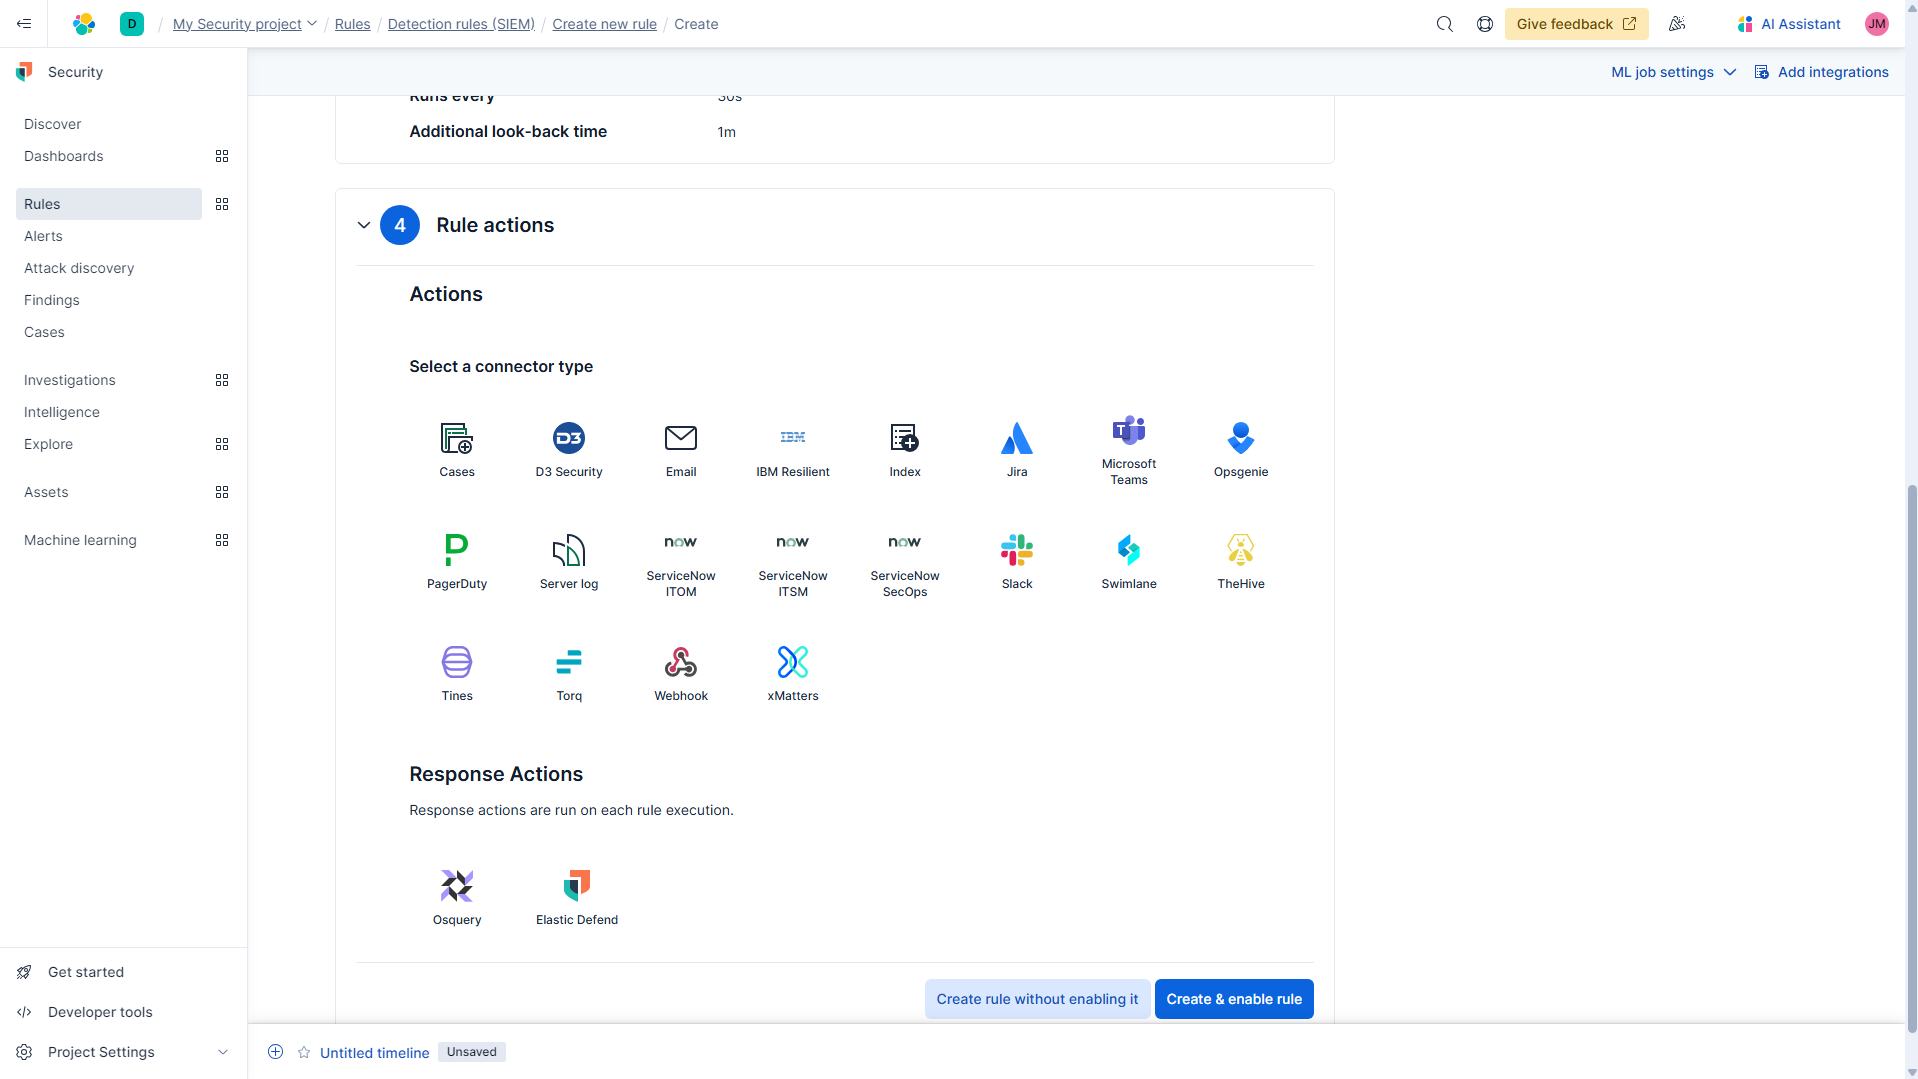 D
My Security project / Rules / Detection rules (SIEM) / Create new rule / Create
Give feedback
AI Assistant
JM
Security
ML job settings
Add integrations
Discover
Dashboards
Rules
Alerts
Attack discovery
Findings
Cases
Investigations
Intelligence
Explore
Assets
Machine learning
Get started
Developer tools
Project Settings
Runs every 30s
Additional look-back time 1m
4 Rule actions
Actions
Select a connector type
Cases
D3
D3 Security
Email
IBM
IBM Resilient
Index
Jira
T
Microsoft
Teams
Opsgenie
P
PagerDuty
Server log
now
ServiceNow
ITOM
now
ServiceNow
ITSM
now
ServiceNow
SecOps
Slack
Swimlane
TheHive
Tines
Torq
Webhook
xMatters
Response Actions
Response actions are run on each rule execution.
Osquery
Elastic Defend
Create rule without enabling it
Create & enable rule
Untitled timeline
Unsaved